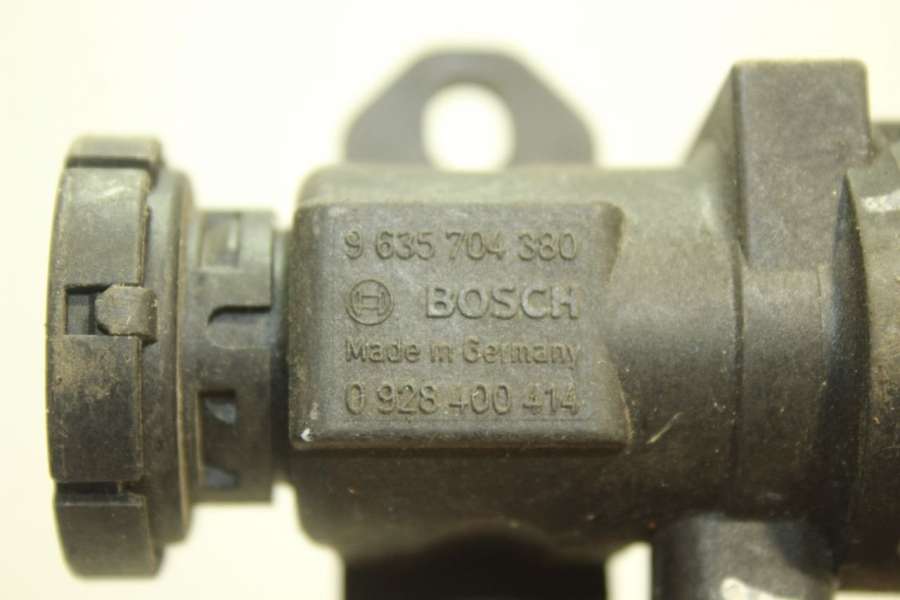 9 635 704 380
BOSCH
Made in Germany
0 928 400 414